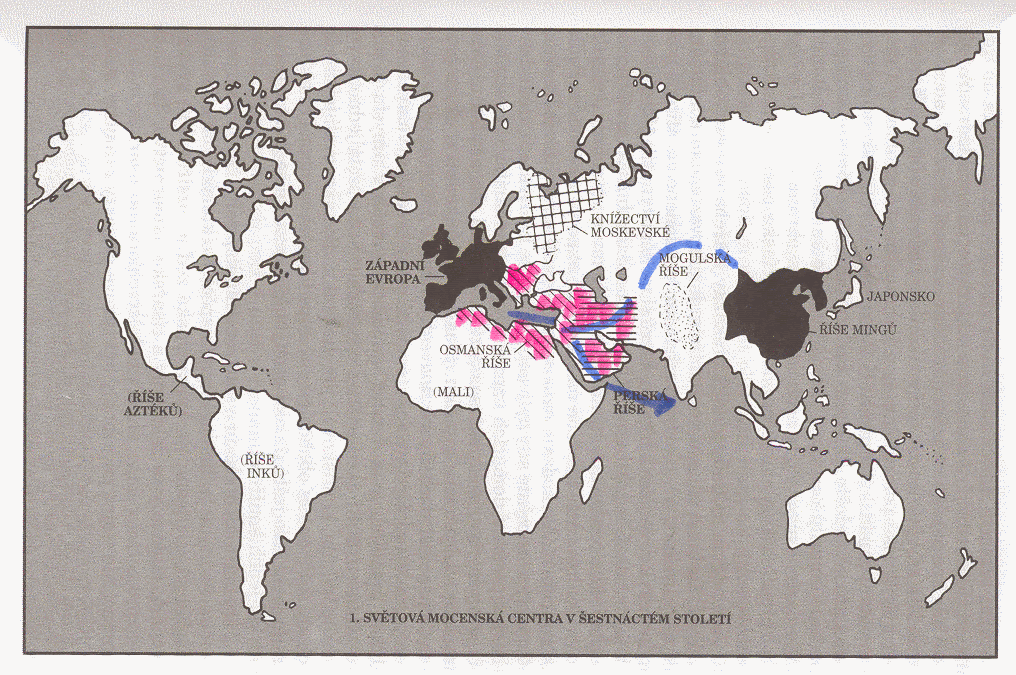 KNÍŽECTVÍ
MOSKEVSKÉ
ZÁPADNÍ
EVROPA
MOGULSKÁ
ŘÍŠE
JAPONSKO
ŘÍŠE MINGŮ
OSMANSKÁ
ŘÍŠE
(MALI)
PERSKÁ
ŘÍŠE
(ŘÍŠE
AZTÉKŮ)
(ŘÍŠE
INKŮ)
1. SVĚTOVÁ MOCENSKÁ CENTRA V ŠESTNÁCTÉM STOLETÍ